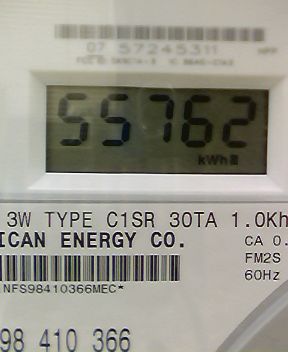 07 57245311
55762
kWh
3W TYPE C1SR 30TA 1.0Kh
ICAN ENERGY CO.
CA 0.
FM2S
60Hz
NFS98410366MEC*
98 410 366